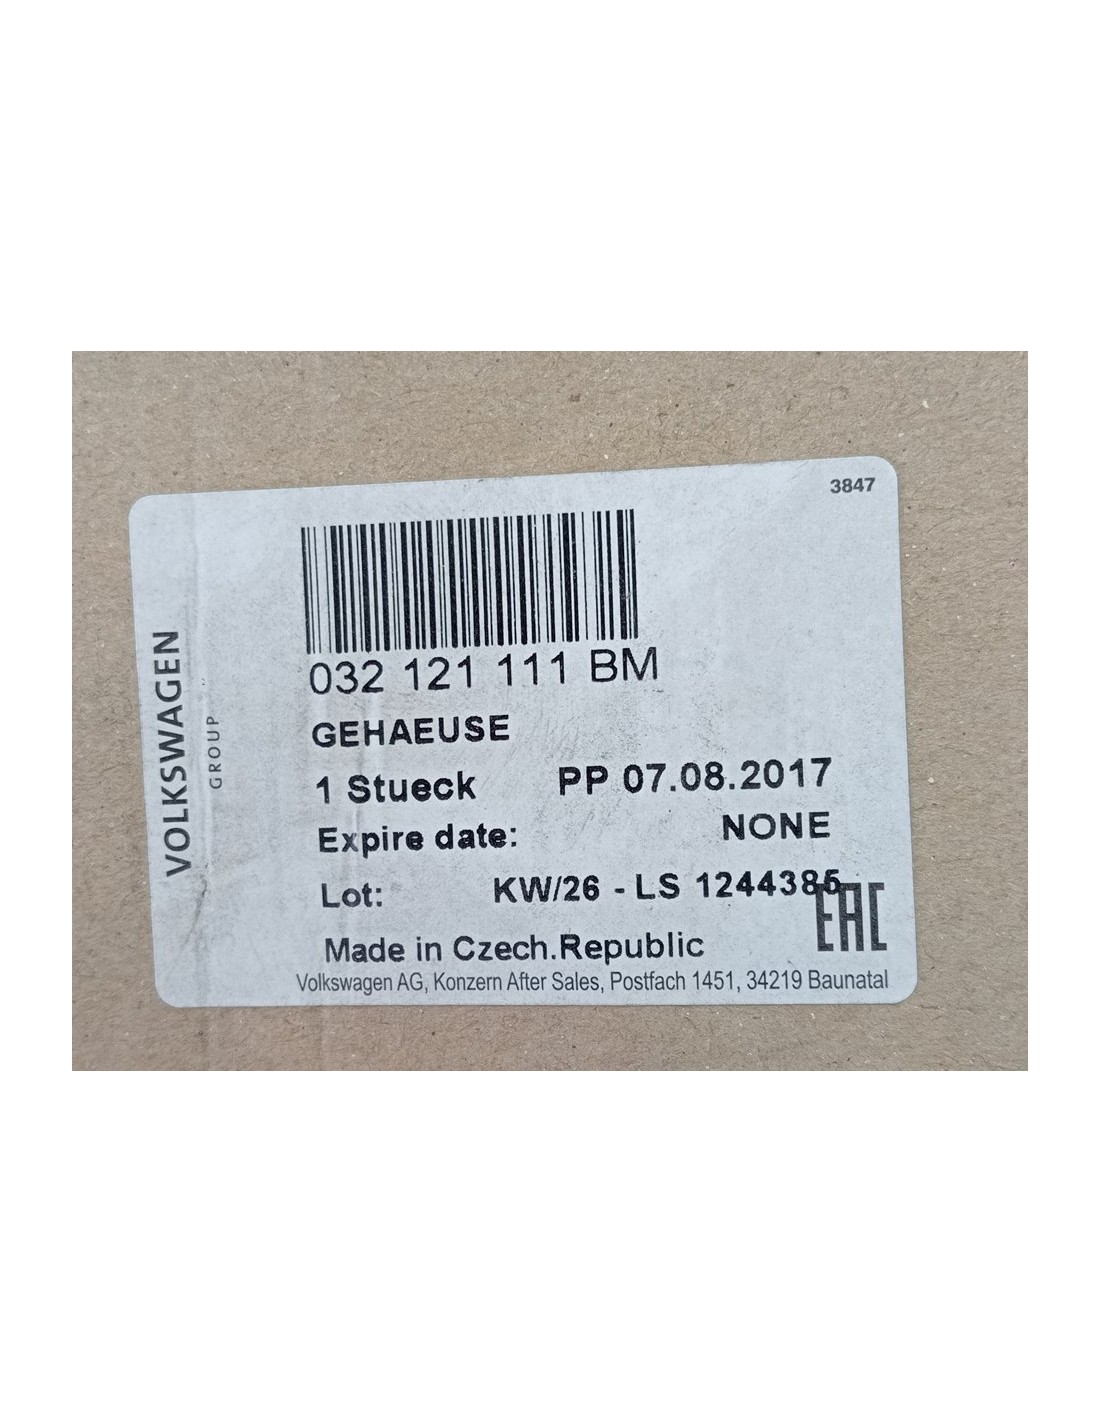 3847
VOLKSWAGEN
GROUP
032 121 111 BM
GEHAEUSE
1 Stueck PP 07.08.2017
Expire date: NONE
Lot: KW/26 - LS 1244385
EAC
Made in Czech.Republic
Volkswagen AG, Konzern After Sales, Postfach 1451, 34219 Baunatal